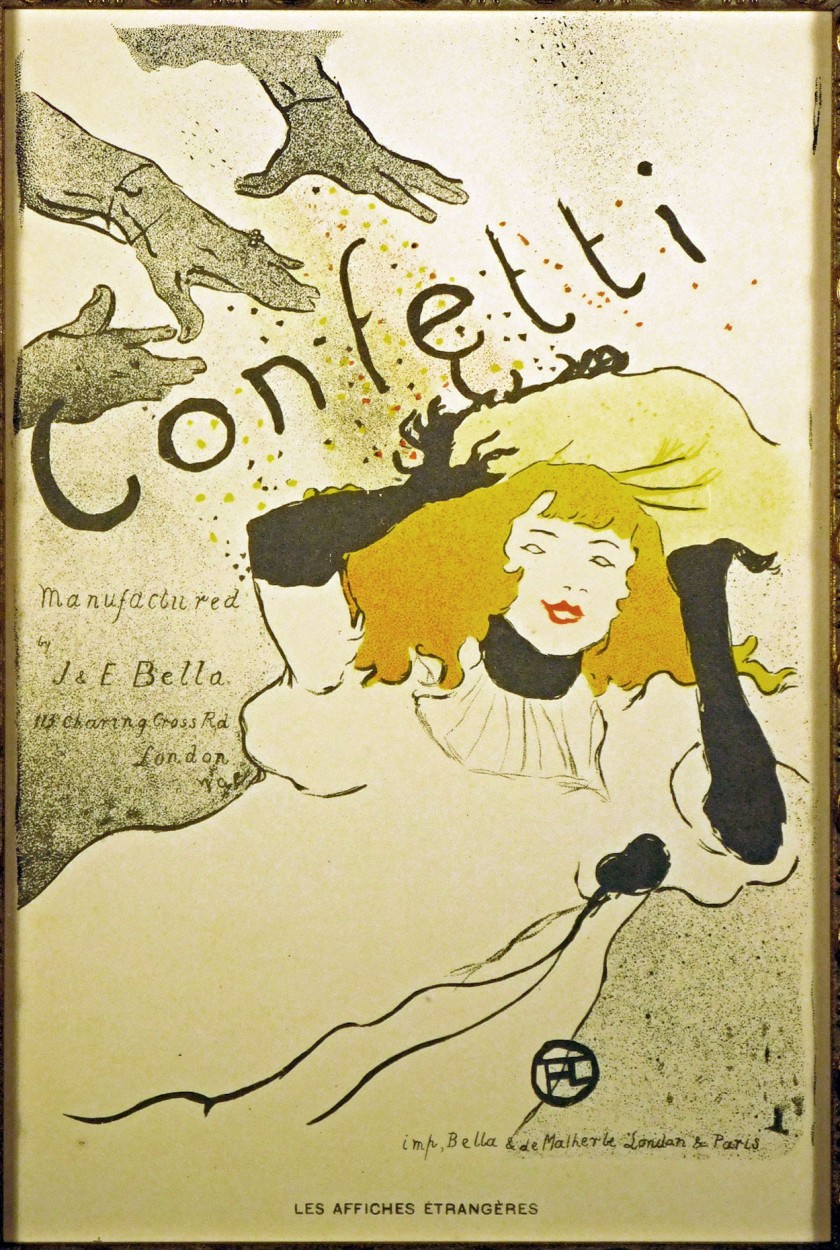 Confetti
Manufactured
by
J & E Bella.
113 Charing Cross Rd
London
W.C.
imp, Bella & de Malherbe London & Paris
LES AFFICHES ÉTRANGÈRES